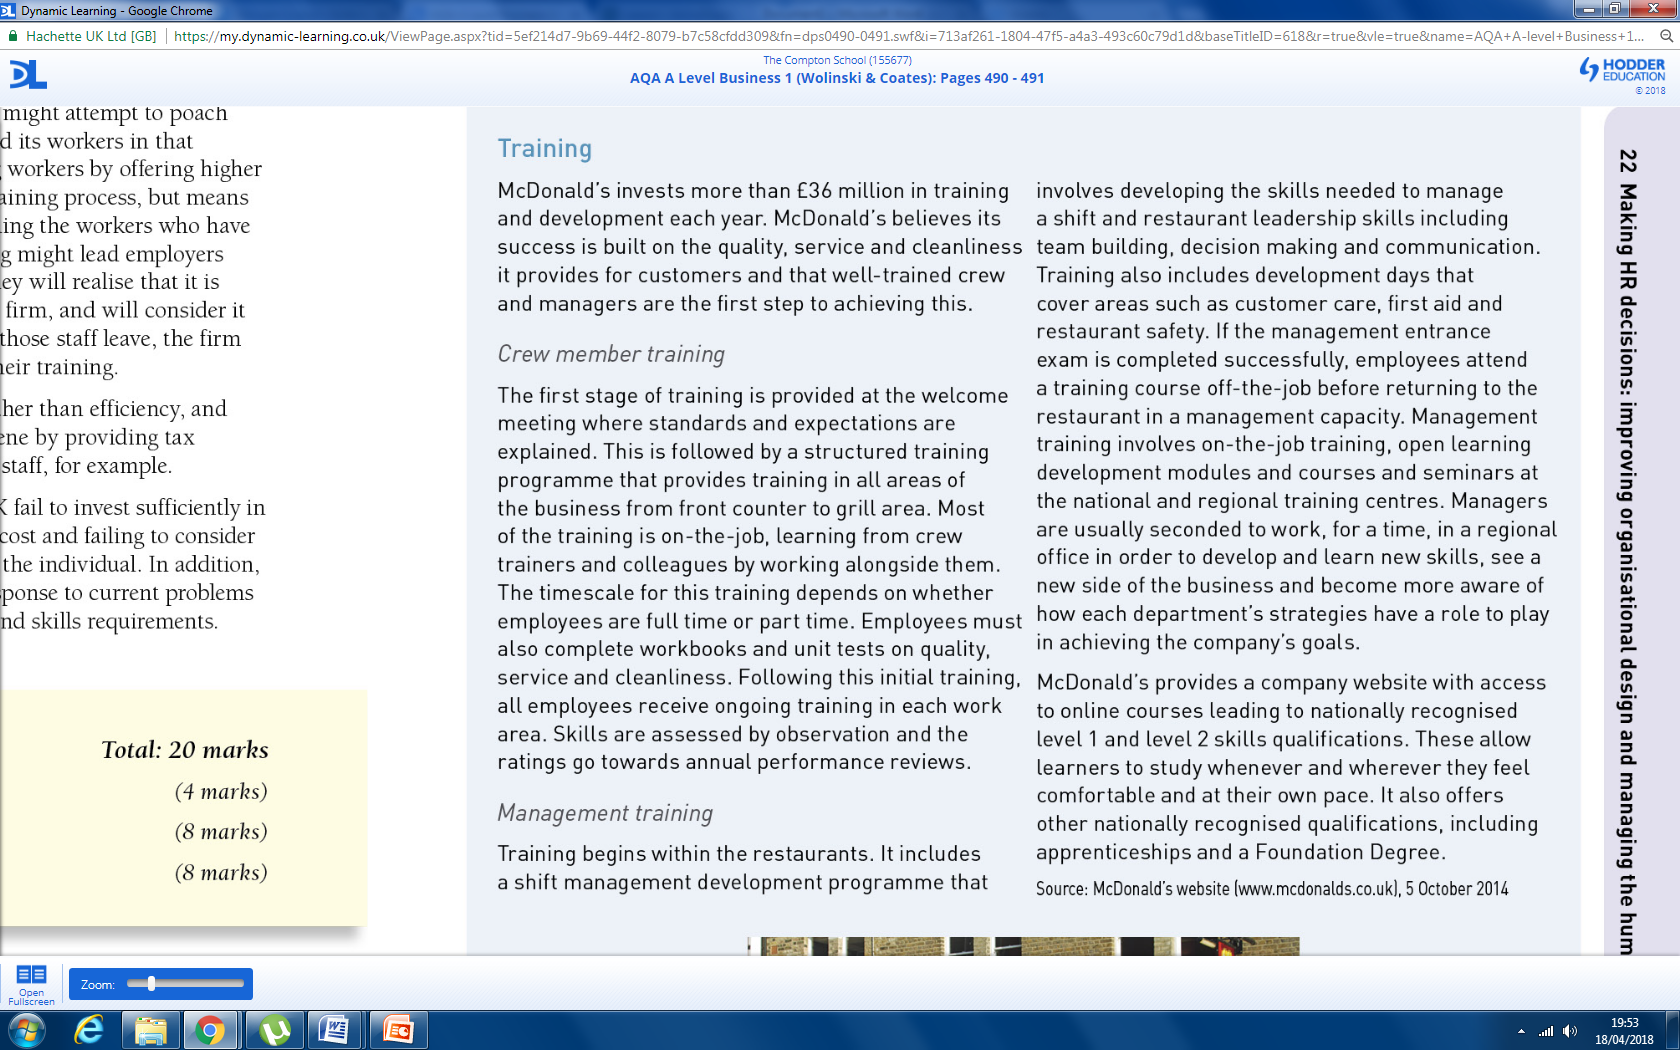 Dynamic Learning - Google Chrome
Hachette UK Ltd [GB]
https://my.dynamic-learning.co.uk/ViewPage.aspx?tid=5ef214d7-9b69-44f2-8079-b7c58cfdd309&fn=dps0490-0491.swf&i=713af261-1804-47f5-a4a3-493c60c79d1d&baseTitleID=618&r=true&vle=true&name=AQA+A-level+Business+1...
DL
The Compton School (155677)
AQA A Level Business 1 (Wolinski & Coates): Pages 490 - 491
HODDER
EDUCATION
© 2018
might attempt to poach
d its workers in that
workers by offering higher
aining process, but means
ling the workers who have
g might lead employers
ey will realise that it is
firm, and will consider it
those staff leave, the firm
heir training.
her than efficiency, and
ene by providing tax
staff, for example.
K fail to invest sufficiently in
cost and failing to consider
the individual. In addition,
sponse to current problems
nd skills requirements.
Total: 20 marks
(4 marks)
(8 marks)
(8 marks)
Training
McDonald's invests more than £36 million in training
and development each year. McDonald's believes its
success is built on the quality, service and cleanliness
it provides for customers and that well-trained crew
and managers are the first step to achieving this.
Crew member training
The first stage of training is provided at the welcome
meeting where standards and expectations are
explained. This is followed by a structured training
programme that provides training in all areas of
the business from front counter to grill area. Most
of the training is on-the-job, learning from crew
trainers and colleagues by working alongside them.
The timescale for this training depends on whether
employees are full time or part time. Employees must
also complete workbooks and unit tests on quality,
service and cleanliness. Following this initial training,
all employees receive ongoing training in each work
area. Skills are assessed by observation and the
ratings go towards annual performance reviews.
Management training
Training begins within the restaurants. It includes
a shift management development programme that
involves developing the skills needed to manage
a shift and restaurant leadership skills including
team building, decision making and communication.
Training also includes development days that
cover areas such as customer care, first aid and
restaurant safety. If the management entrance
exam is completed successfully, employees attend
a training course off-the-job before returning to the
restaurant in a management capacity. Management
training involves on-the-job training, open learning
development modules and courses and seminars at
the national and regional training centres. Managers
are usually seconded to work, for a time, in a regional
office in order to develop and learn new skills, see a
new side of the business and become more aware of
how each department's strategies have a role to play
in achieving the company's goals.
McDonald's provides a company website with access
to online courses leading to nationally recognised
level 1 and level 2 skills qualifications. These allow
learners to study whenever and wherever they feel
comfortable and at their own pace. It also offers
other nationally recognised qualifications, including
apprenticeships and a Foundation Degree.
Source: McDonald's website (www.mcdonalds.co.uk), 5 October 2014
22 Making HR decisions: improving organisational design and managing the hum
Open
Fullscreen
Zoom:
19:53
18/04/2018